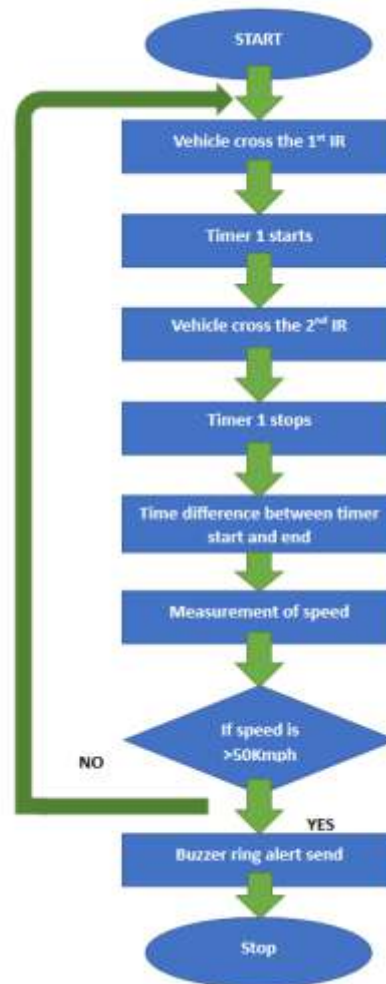 START
Vehicle cross the 1st IR
Timer 1 starts
Vehicle cross the 2nd IR
Timer 1 stops
Time difference between timer
start and end
Measurement of speed
If speed is
>50Kmph
NO
YES
Buzzer ring alert send
Stop